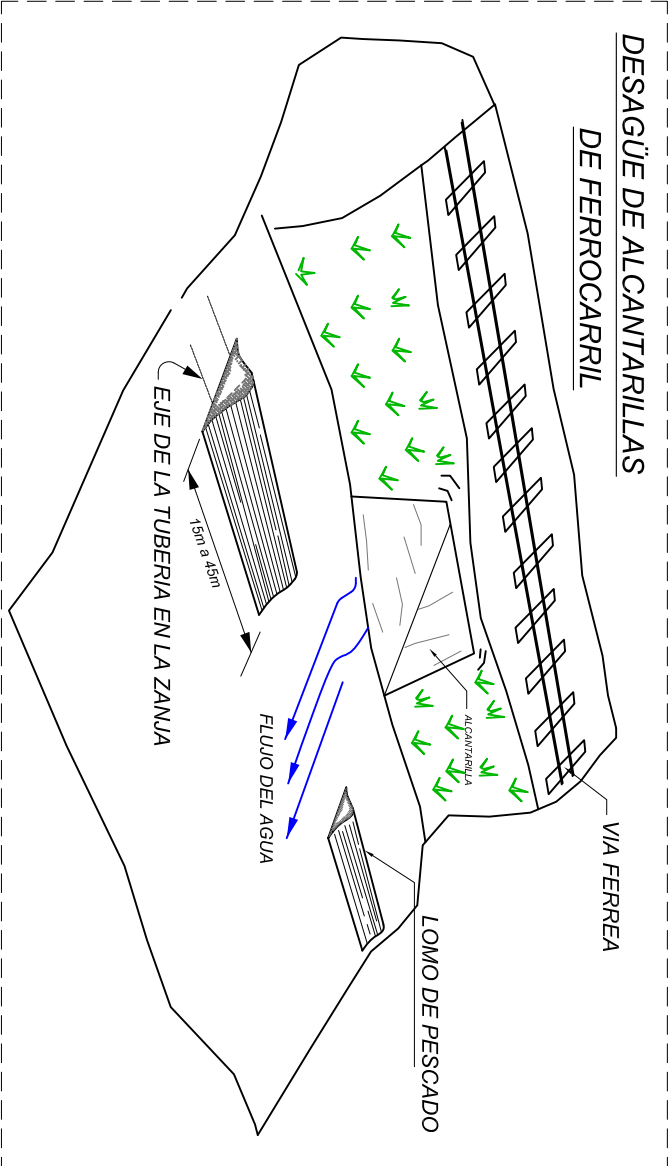 DESAGÜE DE ALCANTARILLAS
DE FERROCARRIL
VIA FERREA
ALCANTARILLA
LOMO DE PESCADO
FLUJO DEL AGUA
15m a 45m
EJE DE LA TUBERIA EN LA ZANJA